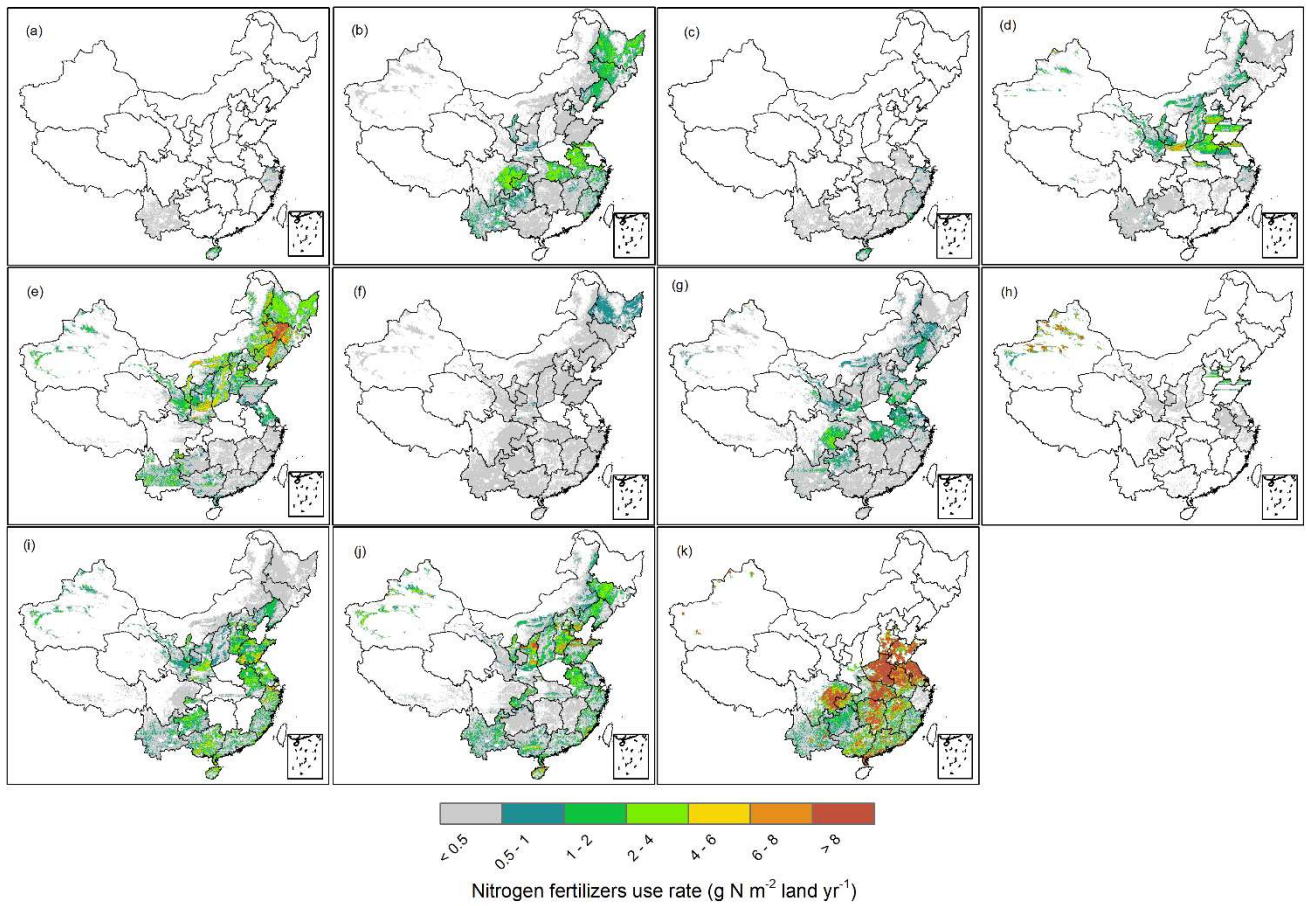 (a) (b) (c) (d)
(e) (f) (g) (h)
(i) (j) (k)
< 0.5 0.5 - 1 1 - 2 2 - 4 4 - 6 6 - 8 > 8
Nitrogen fertilizers use rate (g N m⁻² land yr⁻¹)